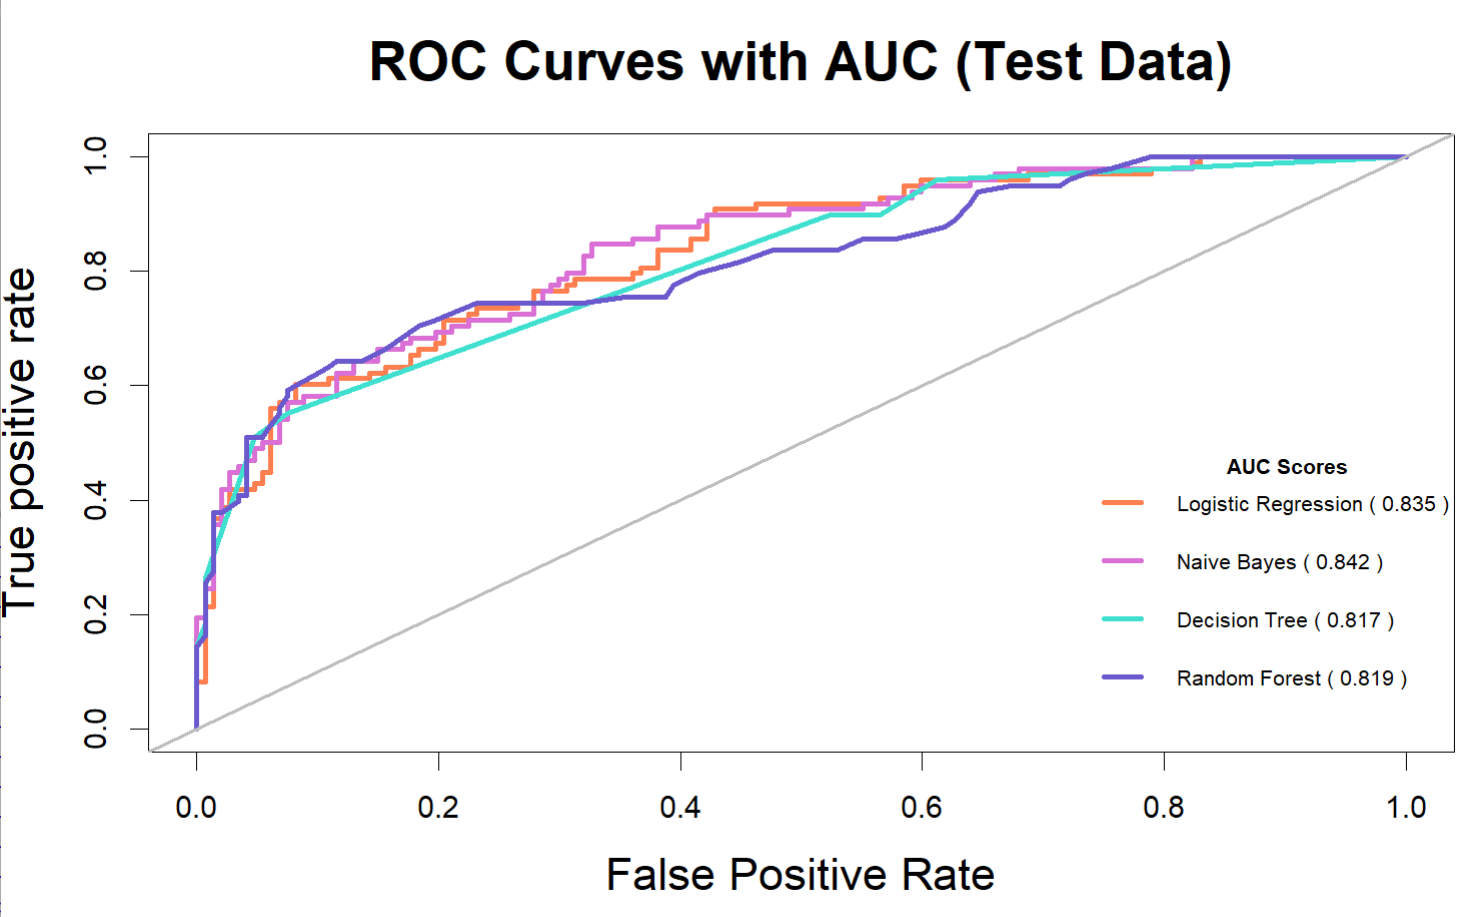 ROC Curves with AUC (Test Data)
True positive rate
1.0
0.8
0.6
0.4
0.2
0.0
AUC Scores
Logistic Regression ( 0.835 )
Naive Bayes ( 0.842 )
Decision Tree ( 0.817 )
Random Forest ( 0.819 )
0.0 0.2 0.4 0.6 0.8 1.0
False Positive Rate